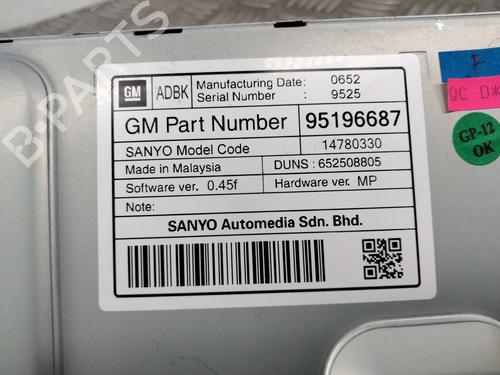 GM ADBK Manufacturing Date: 0652
Serial Number : 9525
GM Part Number 95196687
SANYO Model Code 14780330
Made in Malaysia DUNS : 652508805
Software ver. 0.45f Hardware ver. MP
Note:
SANYO Automedia Sdn. Bhd.
F
QC D*
GP-12
OK
B-PARTS